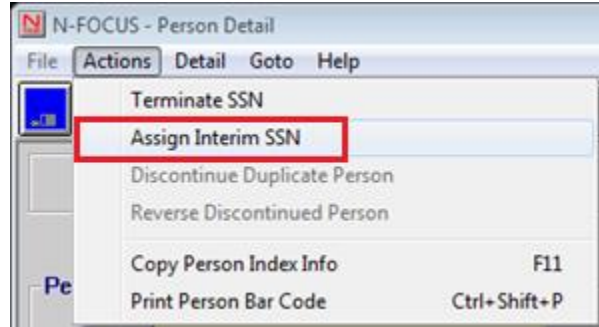 N-FOCUS - Person Detail
File Actions Detail Goto Help
Terminate SSN
Assign Interim SSN
Discontinue Duplicate Person
Reverse Discontinued Person
Copy Person Index Info F11
Pe
Print Person Bar Code Ctrl+Shift+P